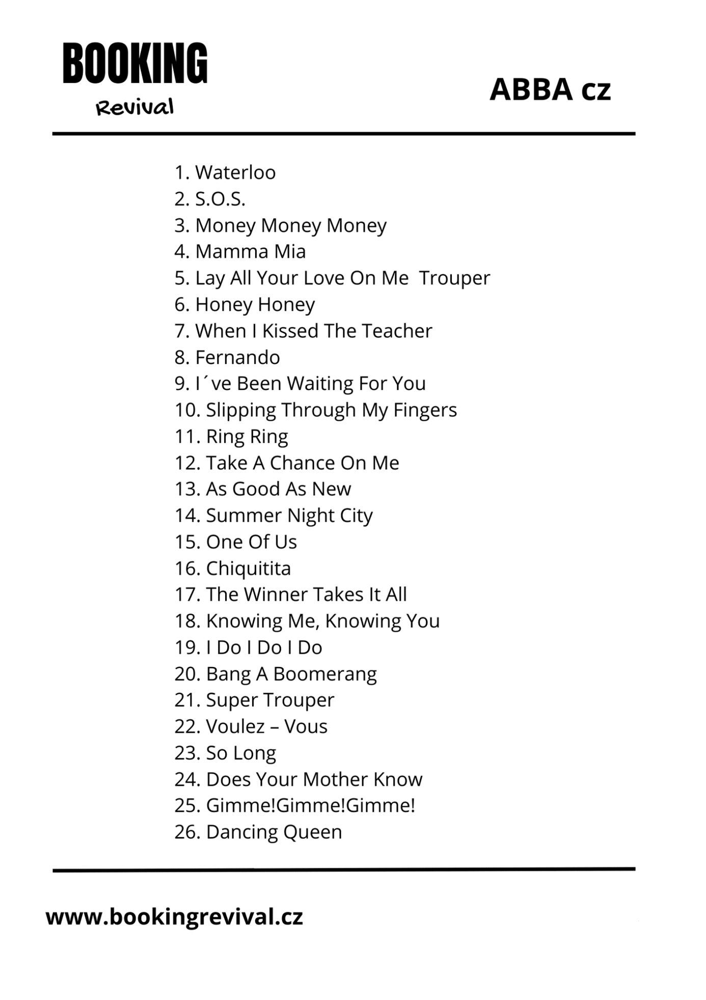 BOOKING
Revival
ABBA cz
1. Waterloo
2. S.O.S.
3. Money Money Money
4. Mamma Mia
5. Lay All Your Love On Me  Trouper
6. Honey Honey
7. When I Kissed The Teacher
8. Fernando
9. I´ve Been Waiting For You
10. Slipping Through My Fingers
11. Ring Ring
12. Take A Chance On Me
13. As Good As New
14. Summer Night City
15. One Of Us
16. Chiquitita
17. The Winner Takes It All
18. Knowing Me, Knowing You
19. I Do I Do I Do
20. Bang A Boomerang
21. Super Trouper
22. Voulez – Vous
23. So Long
24. Does Your Mother Know
25. Gimme!Gimme!Gimme!
26. Dancing Queen
www.bookingrevival.cz